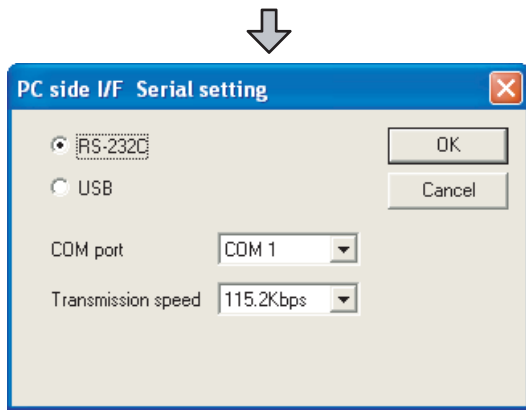 PC side I/F Serial setting
RS-232C
OK
USB
Cancel
COM port
COM 1
Transmission speed
115.2Kbps